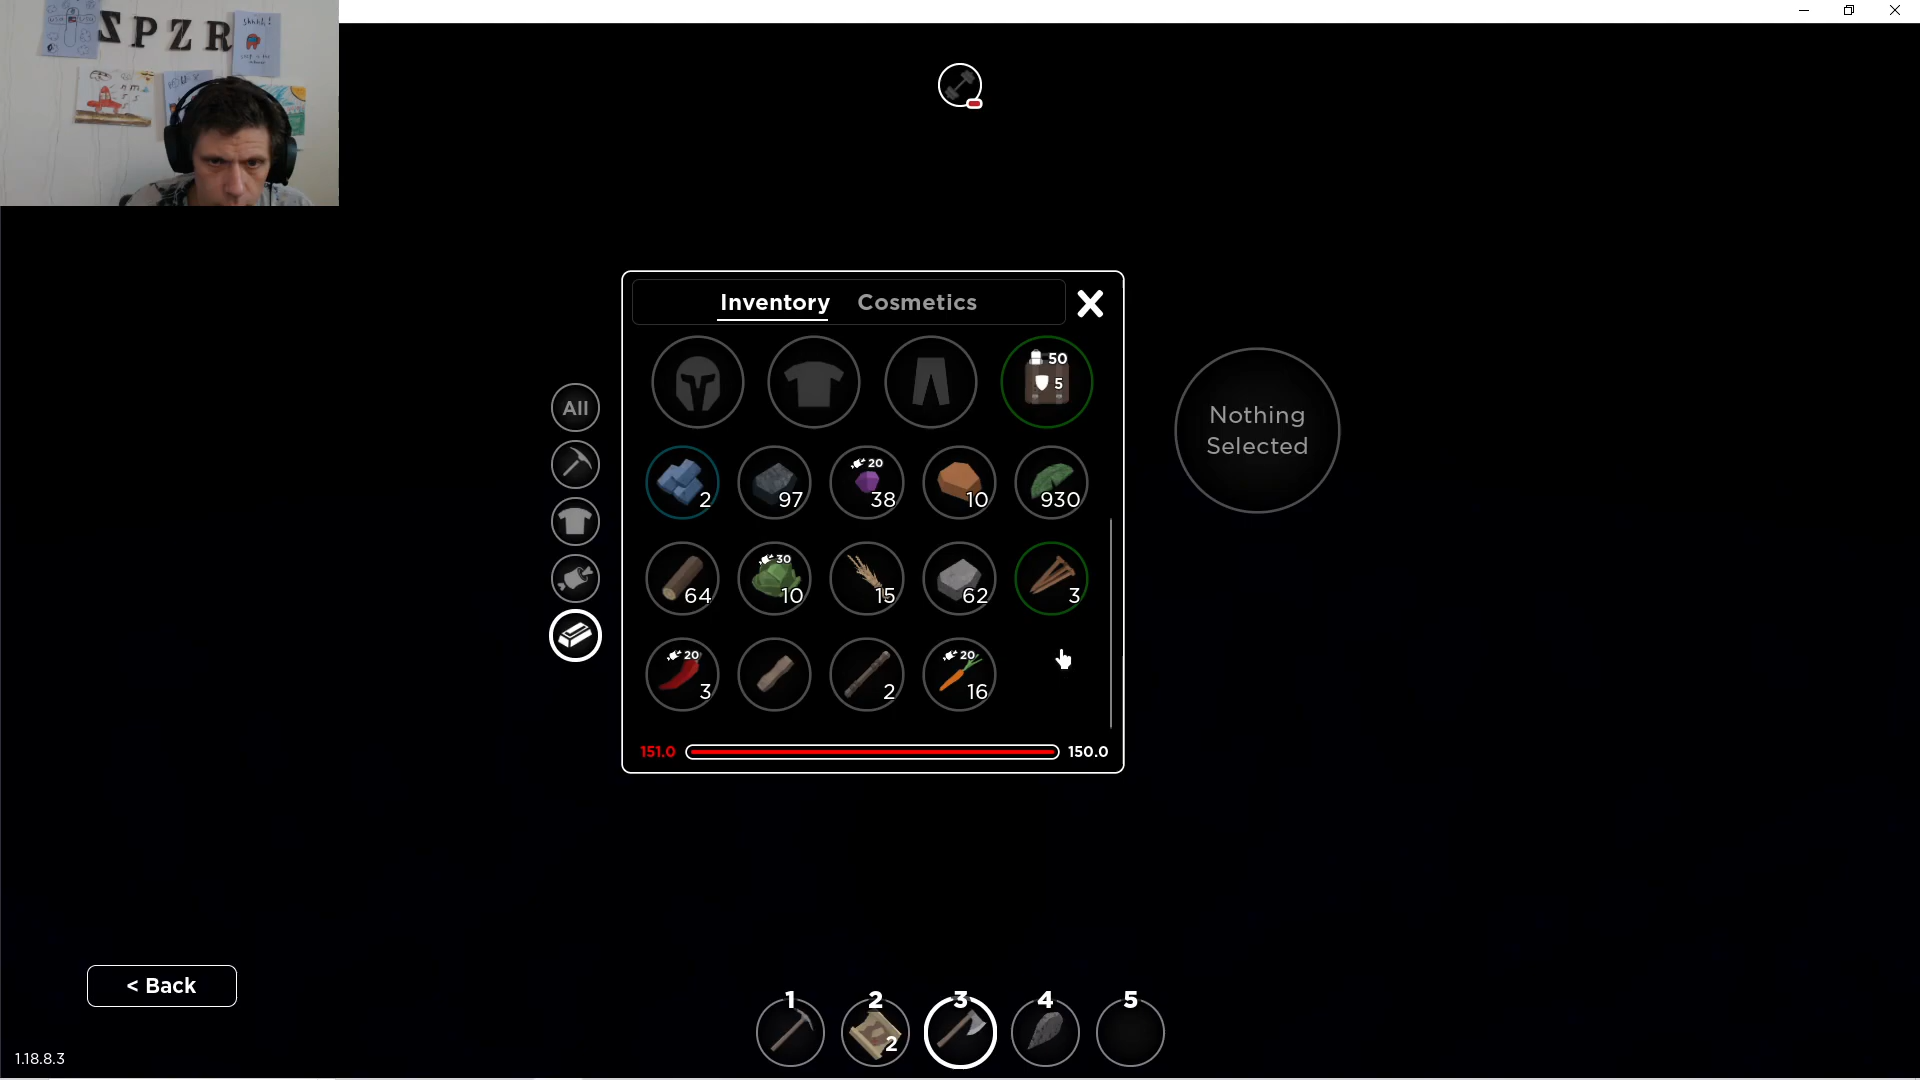 ZPZR
shhhh!
Inventory Cosmetics
50
5
All
Nothing
Selected
2 97 20 38 10 930
64 30 10 15 62 3
20 3 2 20 16
151.0 150.0
< Back
1 2 3 4 5
2
1.18.8.3